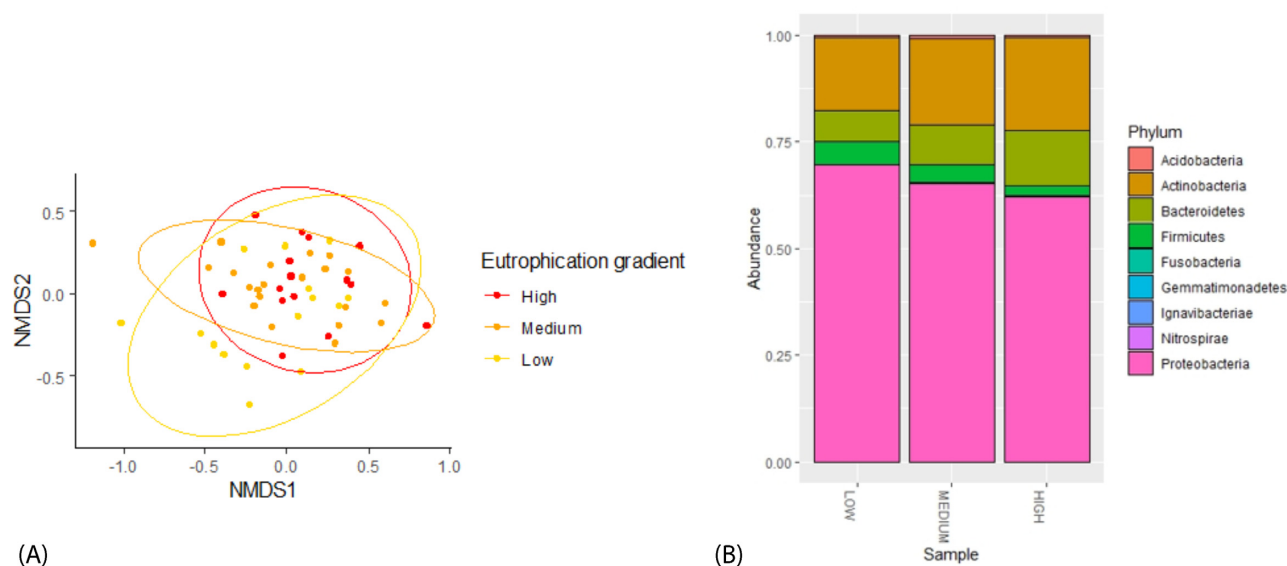 NMDS2
0.5
0.0
-0.5
-1.0
-0.5
0.0
0.5
1.0
NMDS1
Eutrophication gradient
High
Medium
Low
(A)
Abundance
1.00
0.75
0.50
0.25
0.00
LOW
MEDIUM
HIGH
Sample
Phylum
Acidobacteria
Actinobacteria
Bacteroidetes
Firmicutes
Fusobacteria
Gemmatimonadetes
Ignavibacteriae
Nitrospirae
Proteobacteria
(B)